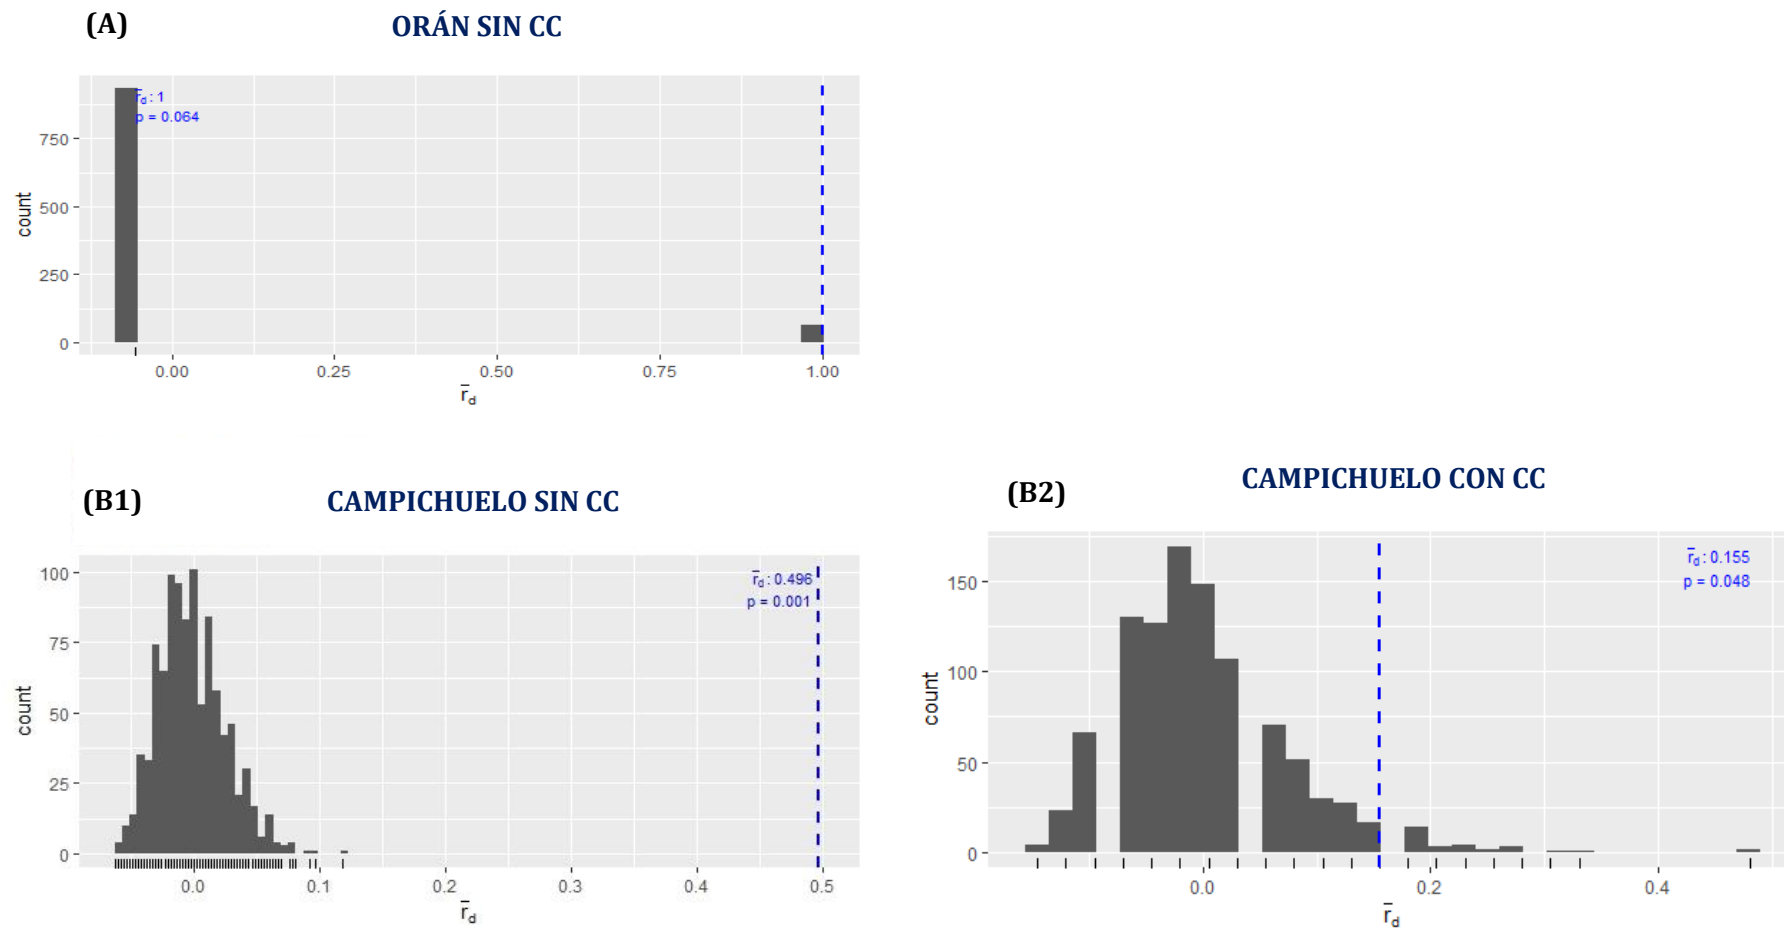 (A)
ORÁN SIN CC
r̄d : 1
p = 0.064
count
750
500
250
0
0.00 0.25 0.50 0.75 1.00
r̄d
(B1)
CAMPICHUELO SIN CC
r̄d : 0.496
p = 0.001
count
100
75
50
25
0
0.0 0.1 0.2 0.3 0.4 0.5
r̄d
(B2)
CAMPICHUELO CON CC
r̄d : 0.155
p = 0.048
count
150
100
50
0
0.0 0.2 0.4
r̄d